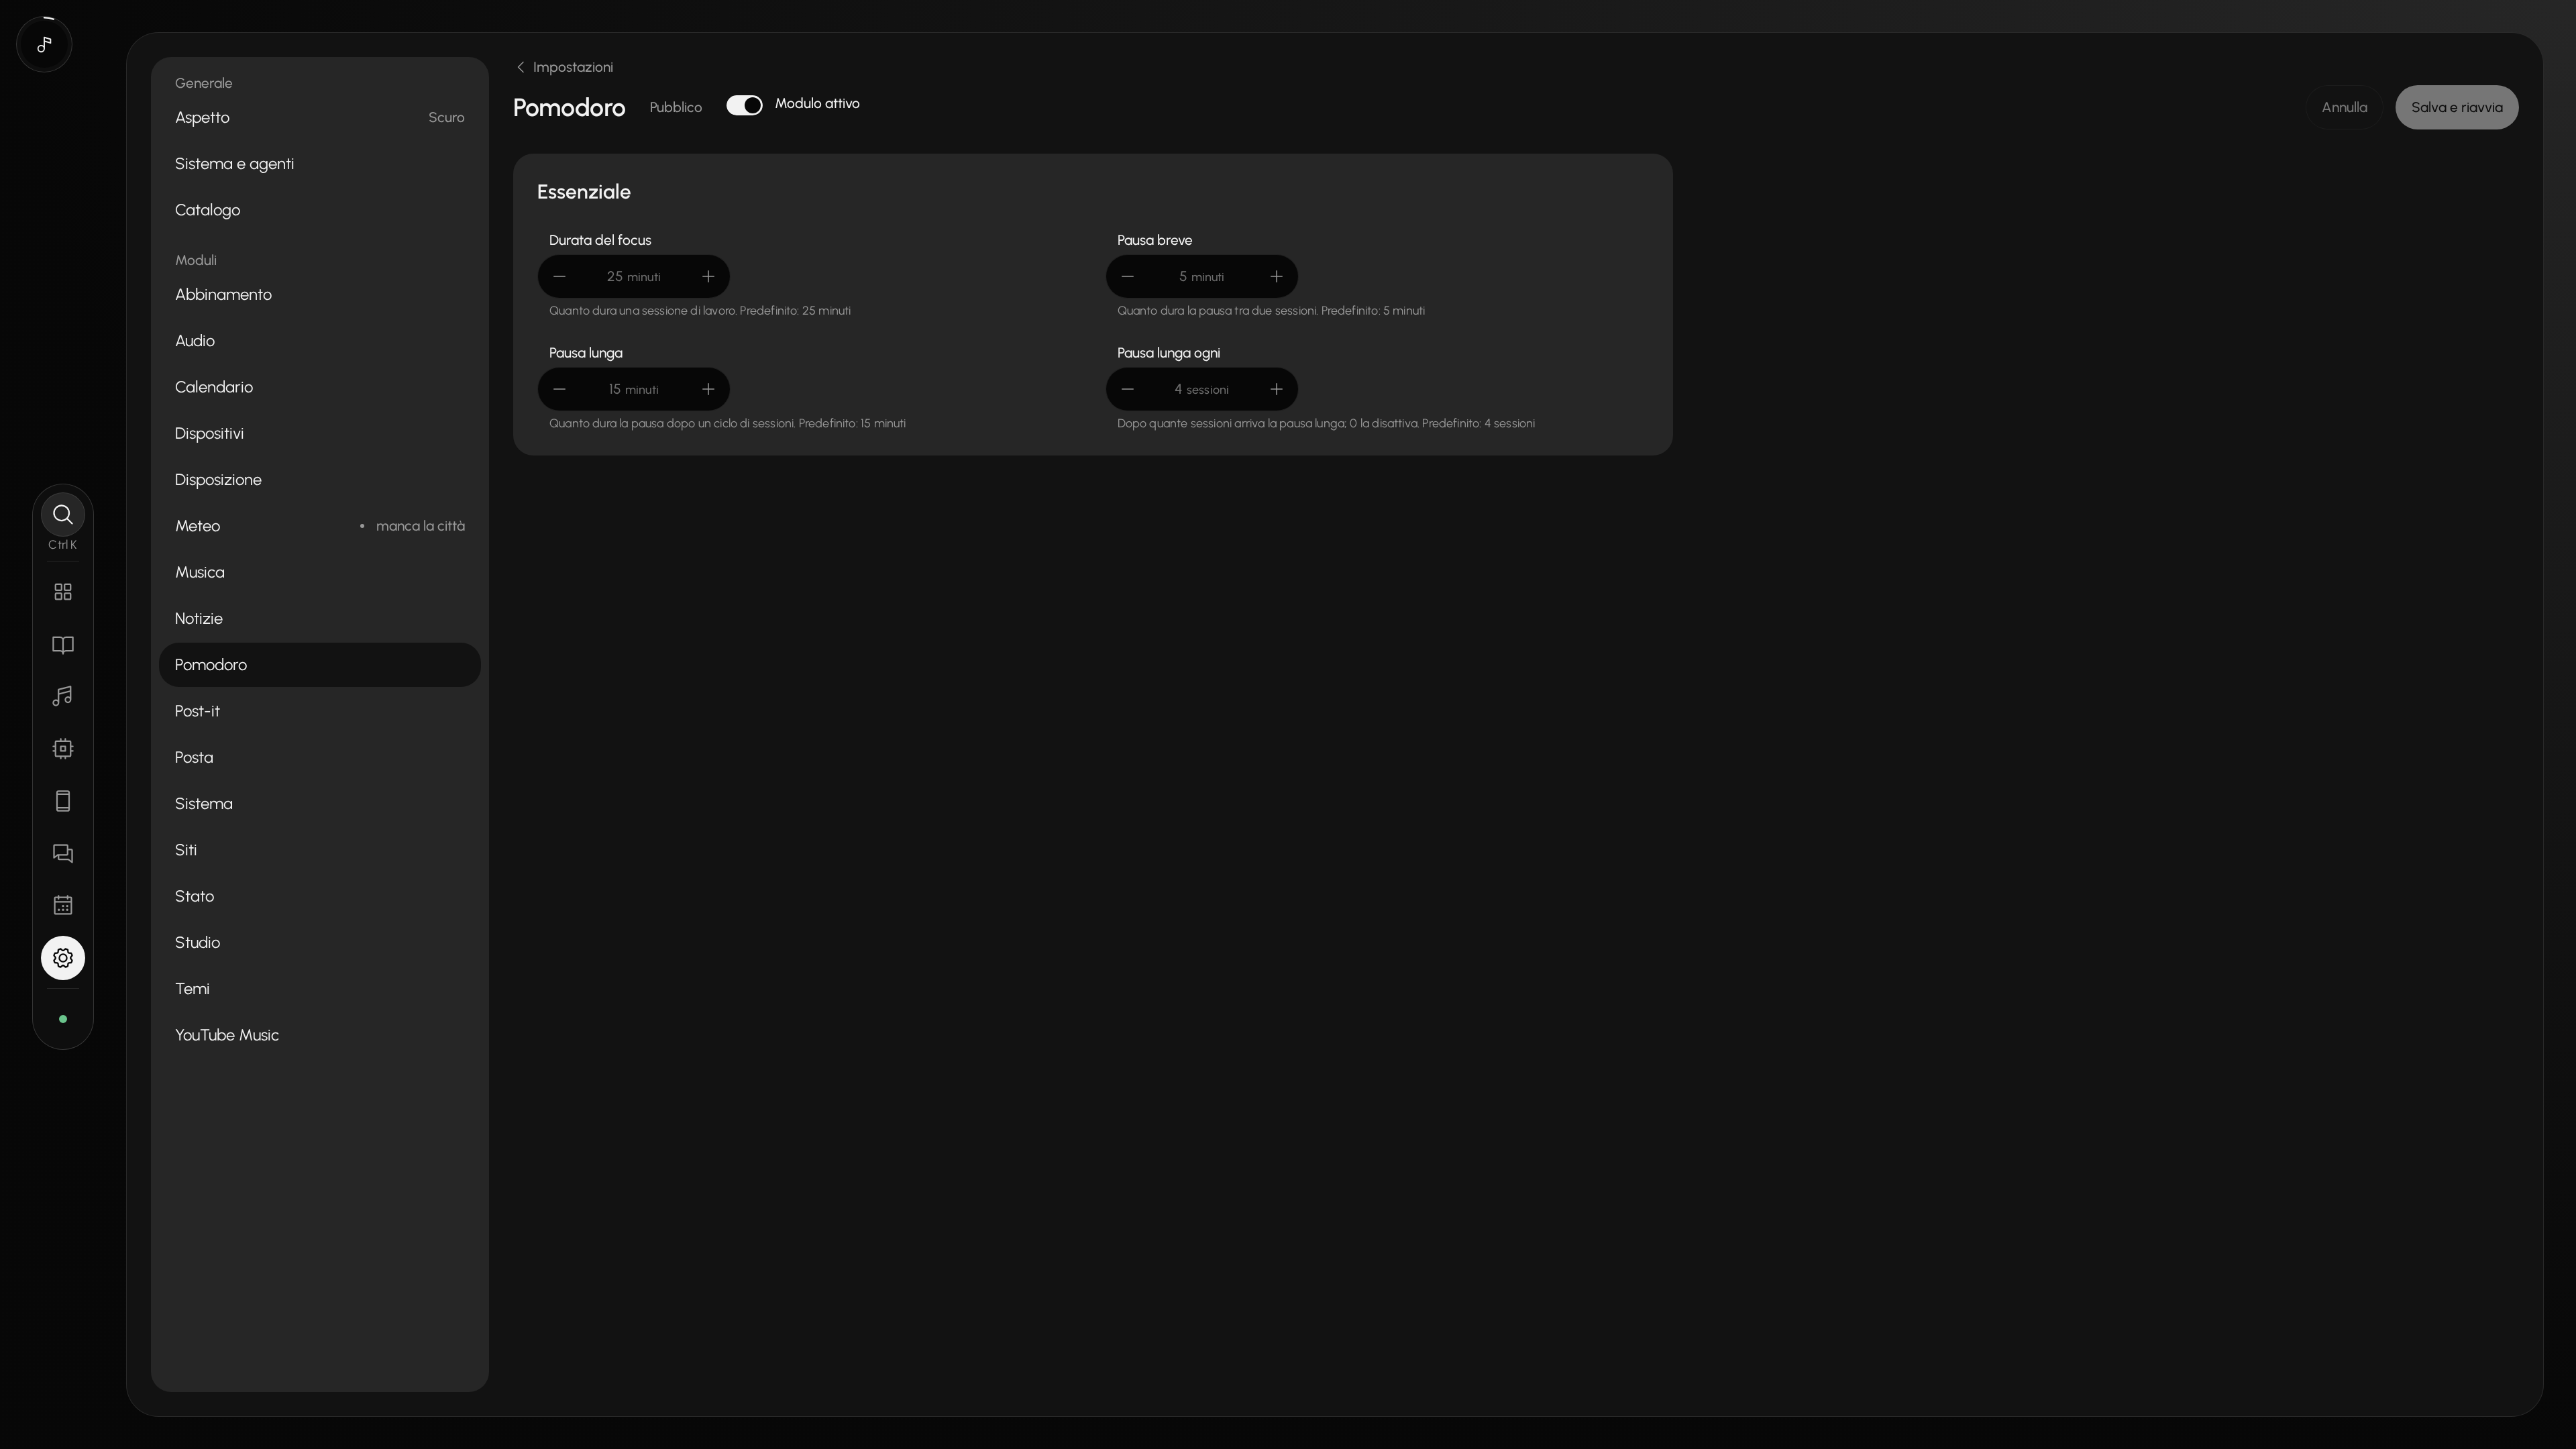 Generale
Aspetto Scuro
Sistema e agenti
Catalogo
Moduli
Abbinamento
Audio
Calendario
Dispositivi
Disposizione
Meteo • manca la città
Musica
Notizie
Pomodoro
Post-it
Posta
Sistema
Siti
Stato
Studio
Temi
YouTube Music
Ctrl K
Impostazioni
Pomodoro Pubblico Modulo attivo
Annulla Salva e riavvia
Essenziale
Durata del focus
25 minuti
Quanto dura una sessione di lavoro. Predefinito: 25 minuti
Pausa breve
5 minuti
Quanto dura la pausa tra due sessioni. Predefinito: 5 minuti
Pausa lunga
15 minuti
Quanto dura la pausa dopo un ciclo di sessioni. Predefinito: 15 minuti
Pausa lunga ogni
4 sessioni
Dopo quante sessioni arriva la pausa lunga; 0 la disattiva. Predefinito: 4 sessioni